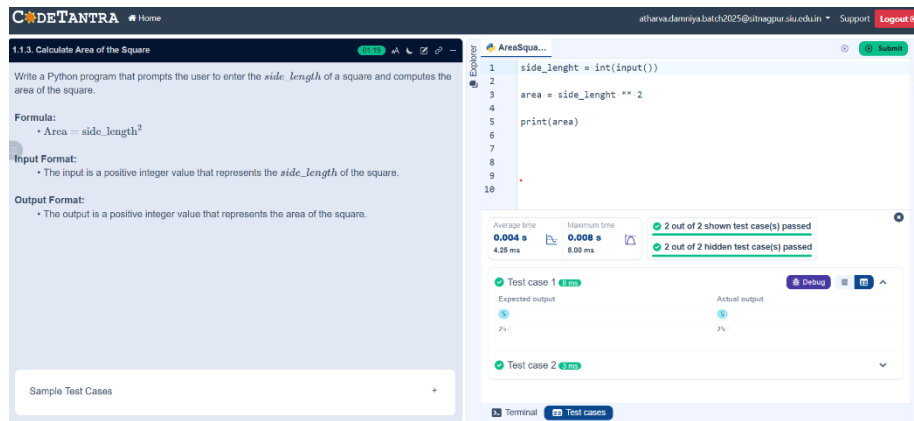 CODETANTRA Home
atharva.damniya.batch2025@sitnagpur.siu.edu.in Support Logout
1.1.3. Calculate Area of the Square
01:19
Write a Python program that prompts the user to enter the side_length of a square and computes the
area of the square.
Formula:
• Area = side_length²
Input Format:
• The input is a positive integer value that represents the side_length of the square.
Output Format:
• The output is a positive integer value that represents the area of the square.
Sample Test Cases
+
Explorer
AreaSqua...
Submit
1 side_lenght = int(input())
2
3 area = side_lenght ** 2
4
5 print(area)
6
7
8
9
10
Average time
0.004 s
4.25 ms
Maximum time
0.008 s
8.00 ms
2 out of 2 shown test case(s) passed
2 out of 2 hidden test case(s) passed
Test case 1 8 ms
Debug
Expected output
Actual output
5
5
25
25
Test case 2 3 ms
Terminal
Test cases